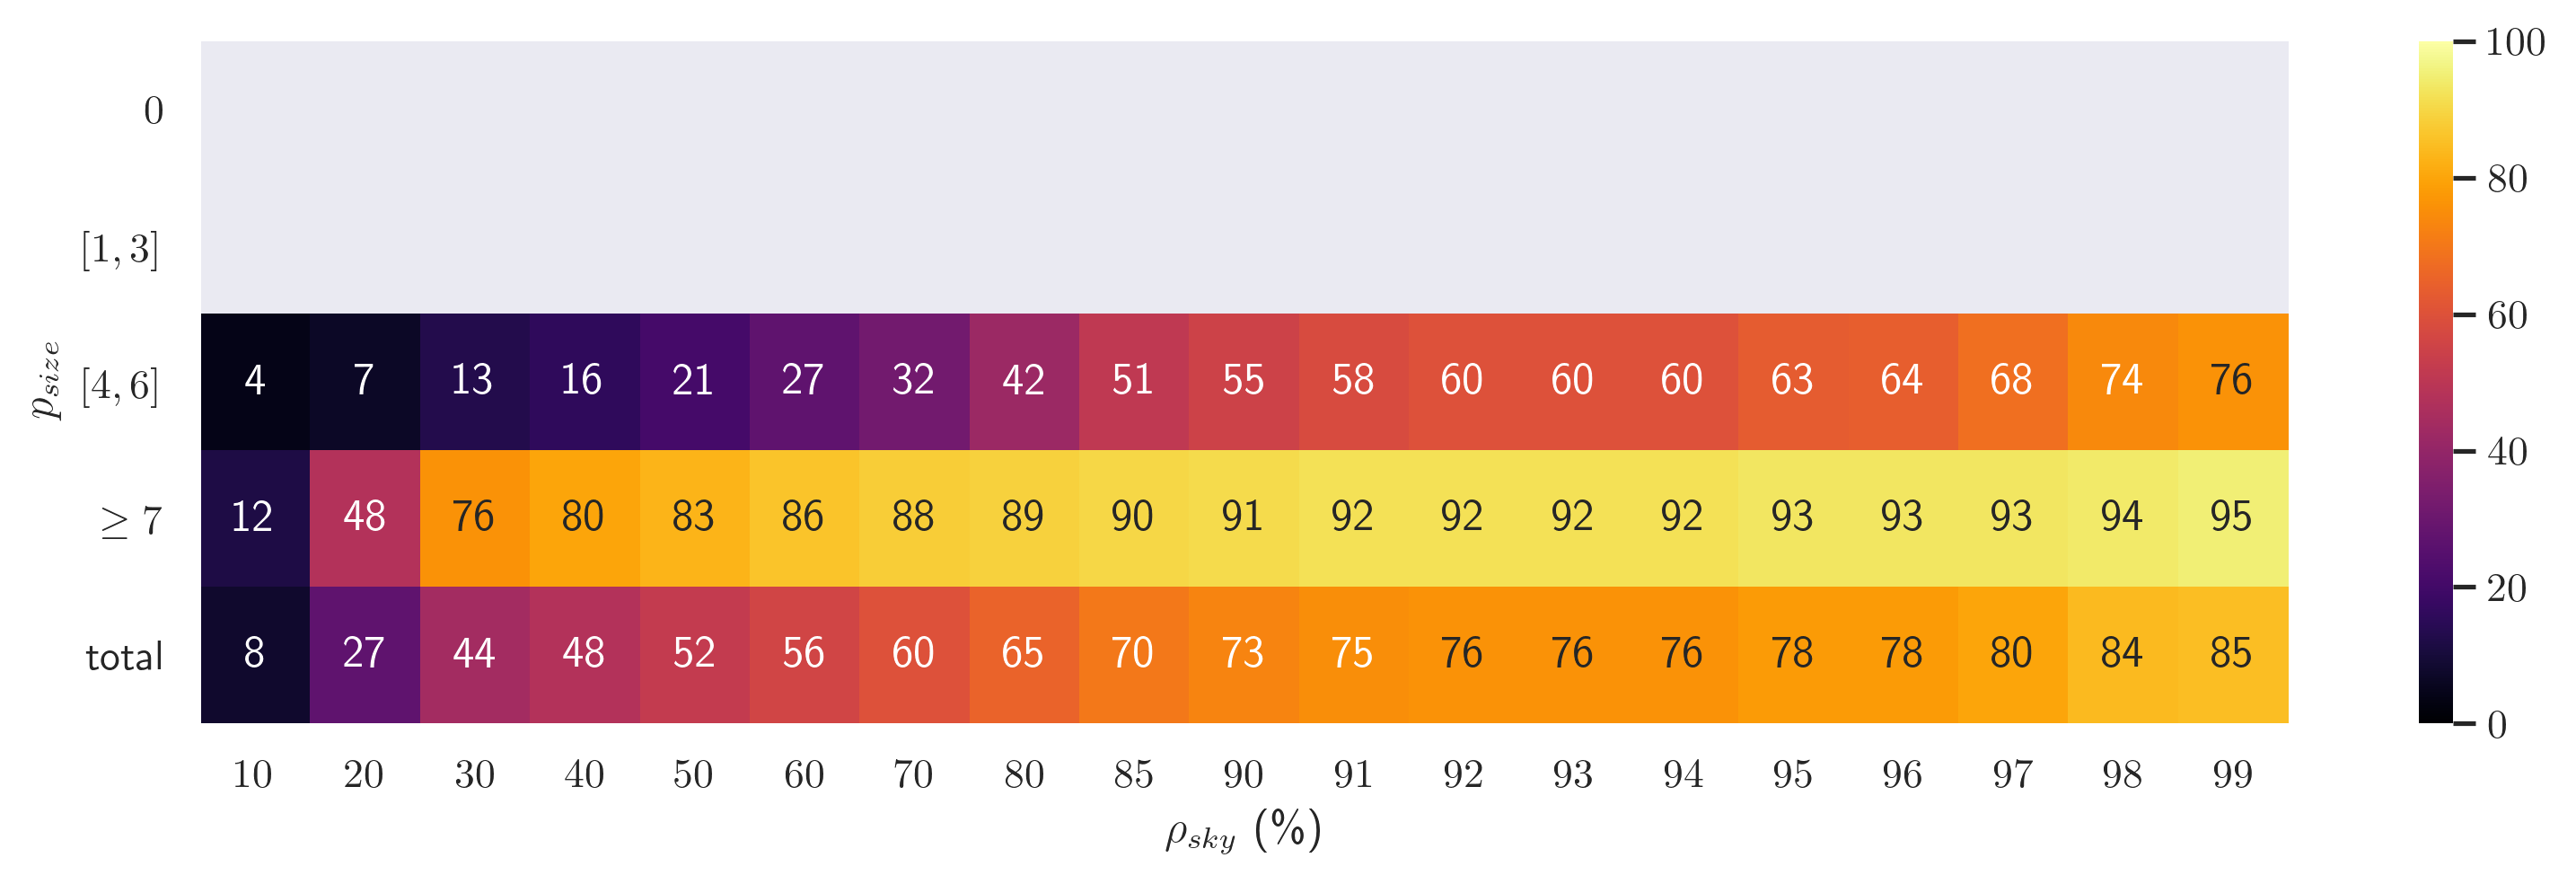 100
0
80
[1, 3]
60
p_size
[4, 6] 4 7 13 16 21 27 32 42 51 55 58 60 60 60 63 64 68 74 76
40
≥ 7 12 48 76 80 83 86 88 89 90 91 92 92 92 92 93 93 93 94 95
20
total 8 27 44 48 52 56 60 65 70 73 75 76 76 76 78 78 80 84 85
0
10 20 30 40 50 60 70 80 85 90 91 92 93 94 95 96 97 98 99
ρ_sky (%)